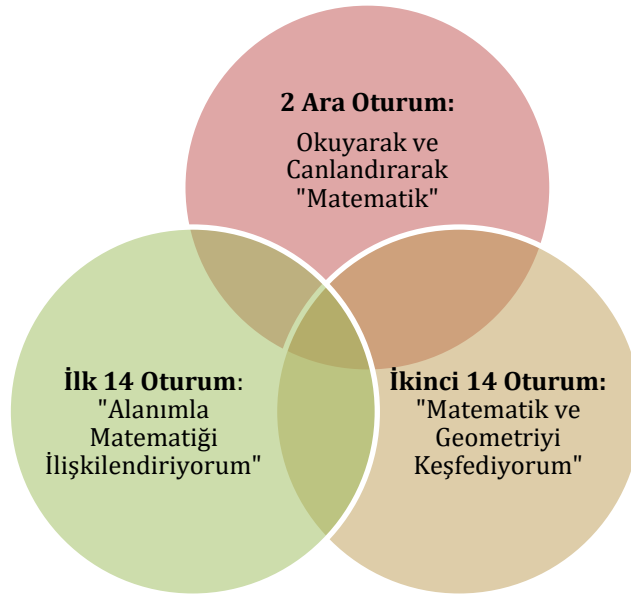 2 Ara Oturum:
Okuyarak ve
Canlandırarak
"Matematik"
İlk 14 Oturum:
"Alanımla
Matematiği
İlişkilendiriyorum"
İkinci 14 Oturum:
"Matematik ve
Geometriyi
Keşfediyorum"